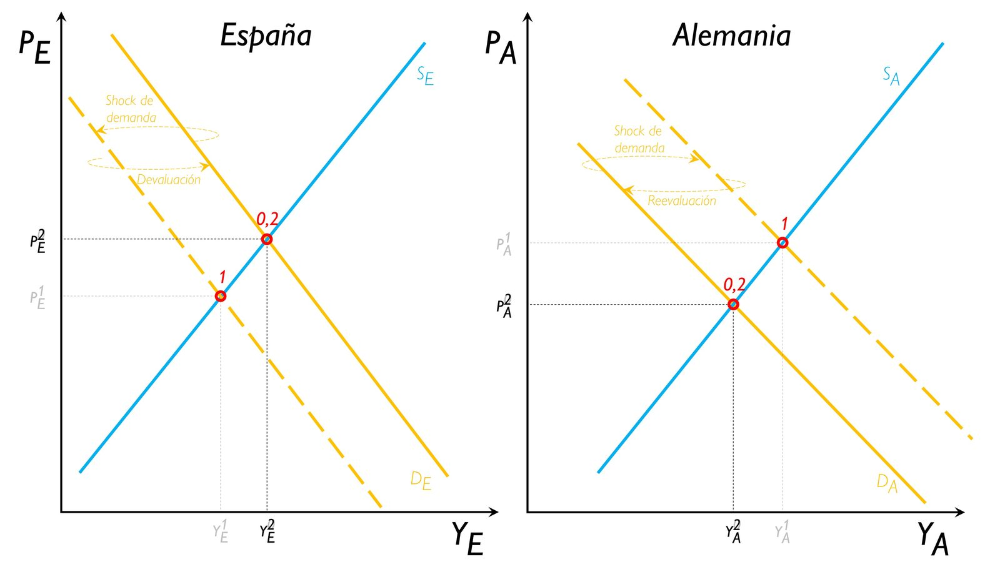 España
P_E
S_E
Shock de
demanda
Devaluación
0,2
P_E^2
1
P_E^1
D_E
Y_E^1
Y_E^2
Y_E
Alemania
P_A
S_A
Shock de
demanda
Reevaluación
1
P_A^1
0,2
P_A^2
D_A
Y_A^2
Y_A^1
Y_A